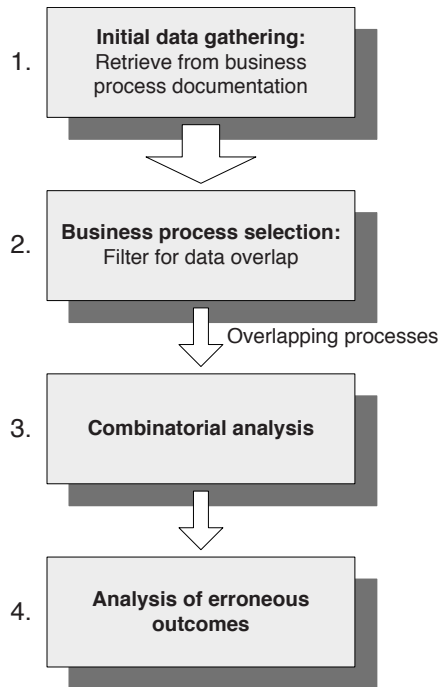 1.
Initial data gathering:
Retrieve from business
process documentation
2.
Business process selection:
Filter for data overlap
Overlapping processes
3.
Combinatorial analysis
4.
Analysis of erroneous
outcomes